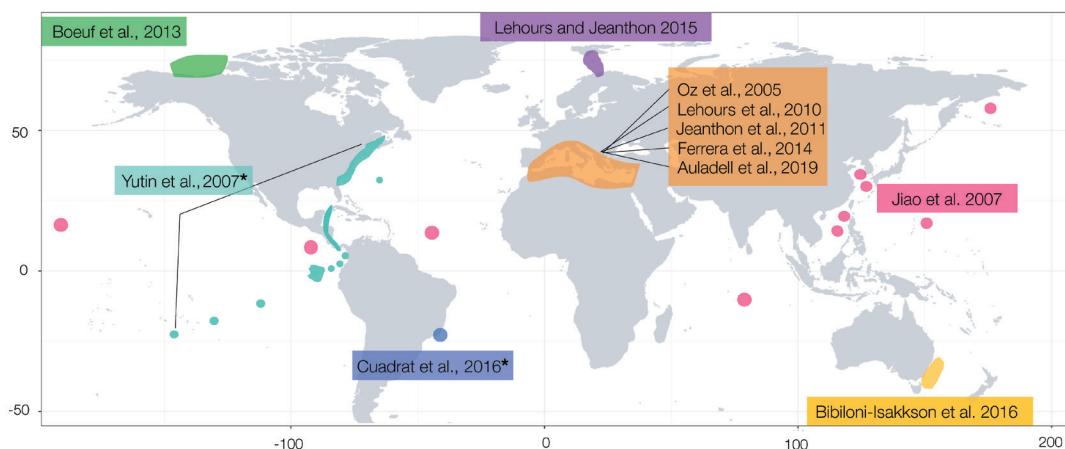 Boeuf et al., 2013
Lehours and Jeanthon 2015
Oz et al., 2005
Lehours et al., 2010
Jeanthon et al., 2011
Ferrera et al., 2014
Auladell et al., 2019
Yutin et al., 2007*
Jiao et al. 2007
Cuadrat et al., 2016*
Bibiloni-Isakkson et al. 2016
50
0
-50
-100
0
100
200